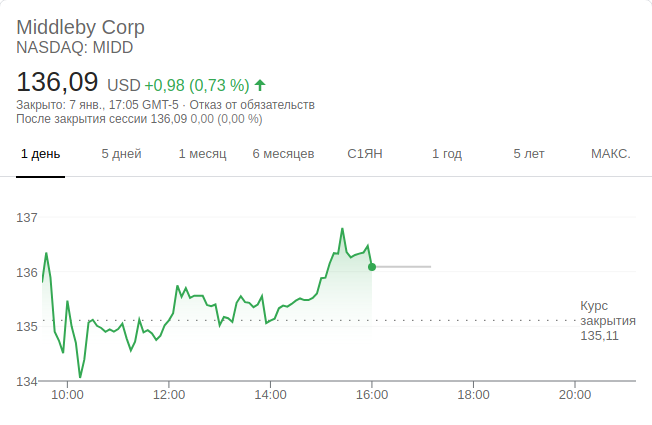 Middleby Corp
NASDAQ: MIDD
136,09 USD +0,98 (0,73 %)
Закрыто: 7 янв., 17:05 GMT-5 · Отказ от обязательств
После закрытия сессии 136,09 0,00 (0,00 %)
1 день 5 дней 1 месяц 6 месяцев С1ЯН 1 год 5 лет МАКС.
137
136
135
134
Курс
закрытия
135,11
10:00 12:00 14:00 16:00 18:00 20:00